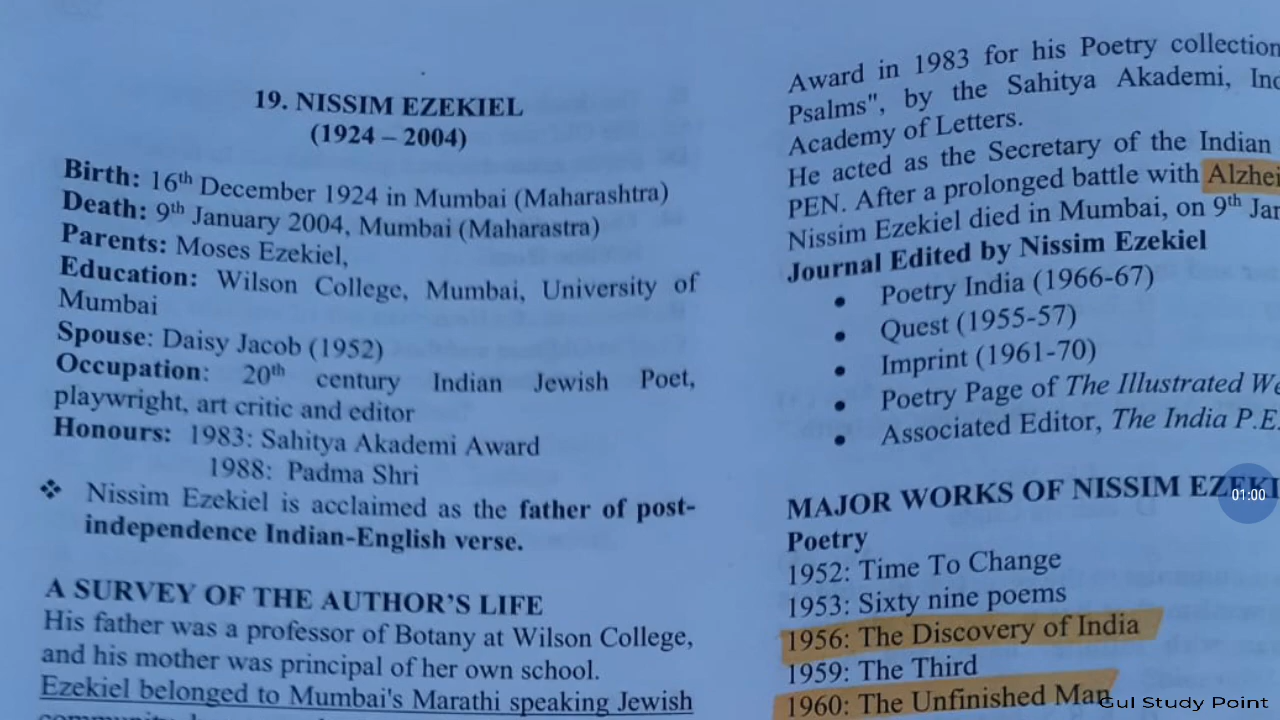 19. NISSIM EZEKIEL
(1924 – 2004)
Birth: 16th December 1924 in Mumbai (Maharashtra)
Death: 9th January 2004, Mumbai (Maharastra)
Parents: Moses Ezekiel,
Education: Wilson College, Mumbai, University of
Mumbai
Spouse: Daisy Jacob (1952)
Occupation: 20th century Indian Jewish Poet,
playwright, art critic and editor
Honours: 1983: Sahitya Akademi Award
1988: Padma Shri
❖ Nissim Ezekiel is acclaimed as the father of post-
independence Indian-English verse.
A SURVEY OF THE AUTHOR'S LIFE
His father was a professor of Botany at Wilson College,
and his mother was principal of her own school.
Ezekiel belonged to Mumbai's Marathi speaking Jewish
Award in 1983 for his Poetry collection
Psalms", by the Sahitya Akademi,
Academy of Letters.
He acted as the Secretary of the Indian
PEN. After a prolonged battle with Alzhei
Nissim Ezekiel died in Mumbai, on 9th Jan
Journal Edited by Nissim Ezekiel
• Poetry India (1966-67)
• Quest (1955-57)
• Imprint (1961-70)
• Poetry Page of The Illustrated We
• Associated Editor, The India P.E.
MAJOR WORKS OF NISSIM EZEKI
Poetry
1952: Time To Change
1953: Sixty nine poems
1956: The Discovery of India
1959: The Third
1960: The Unfinished Man
01:00
Gul Study Point